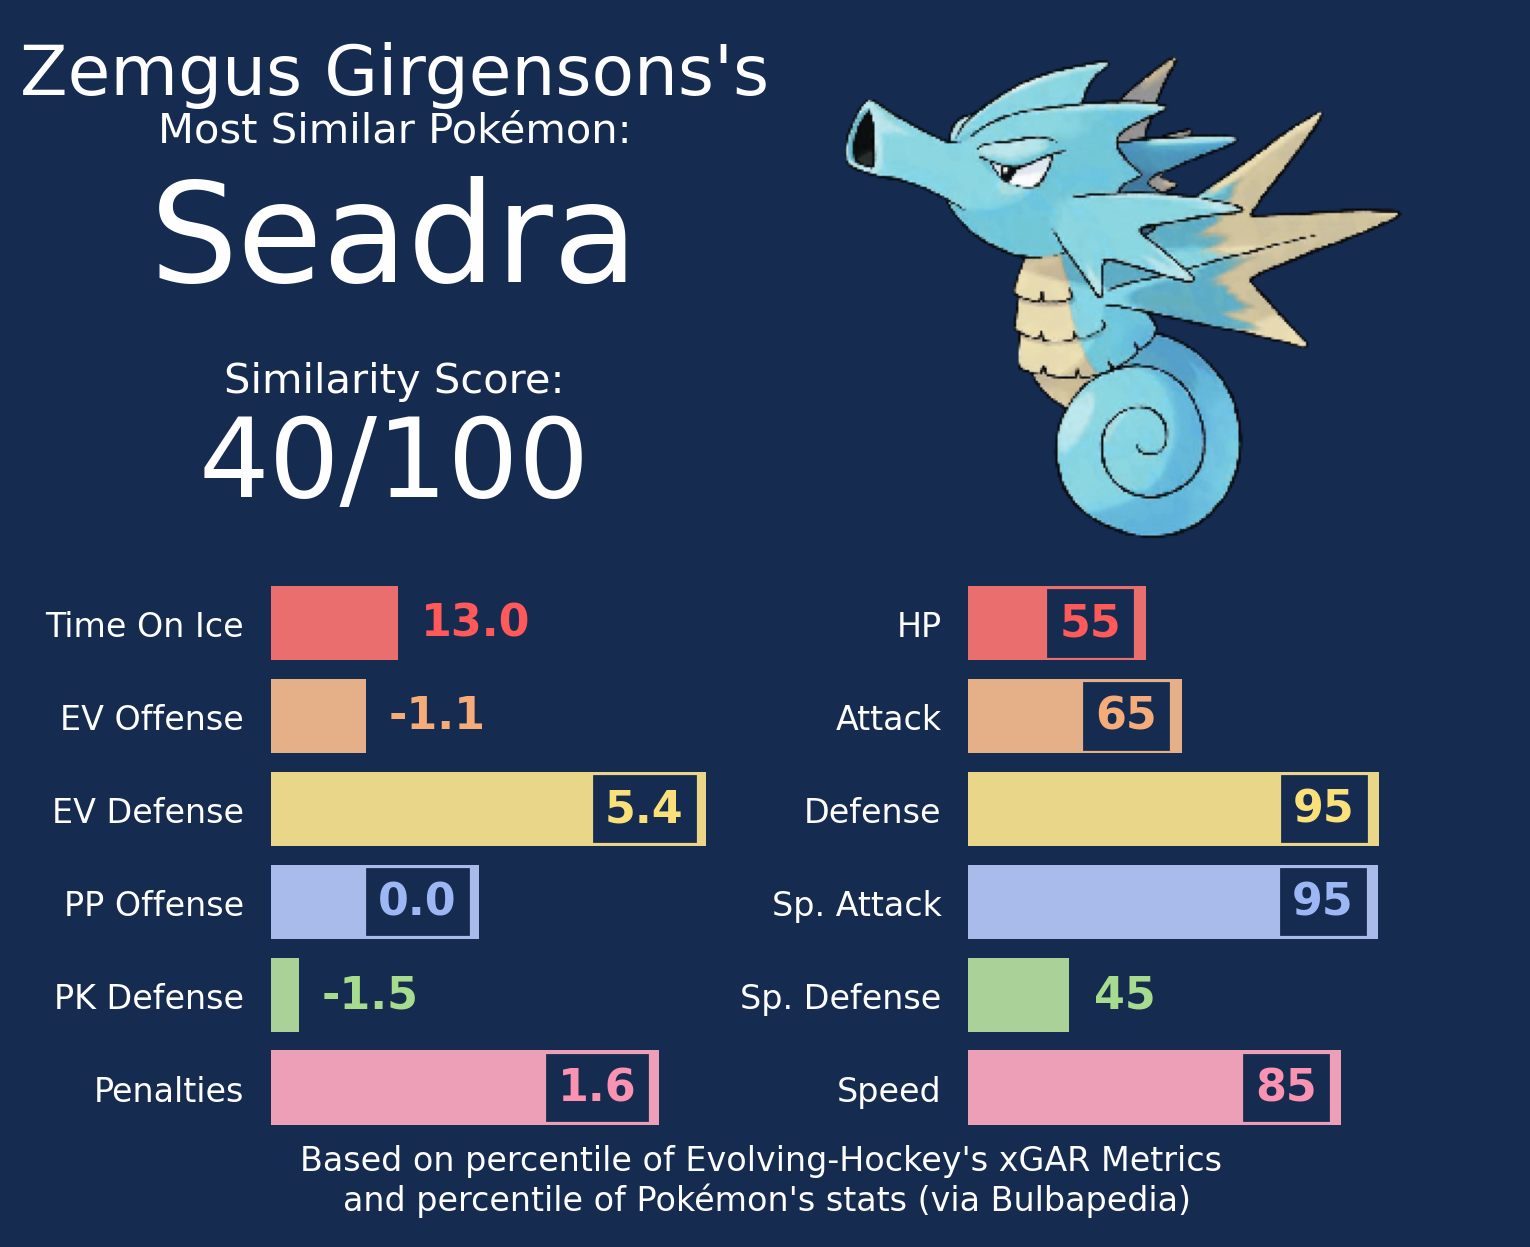 Zemgus Girgensons's
Most Similar Pokémon:
Seadra
Similarity Score:
40/100
Time On Ice 13.0
EV Offense -1.1
EV Defense 5.4
PP Offense 0.0
PK Defense -1.5
Penalties 1.6
HP 55
Attack 65
Defense 95
Sp. Attack 95
Sp. Defense 45
Speed 85
Based on percentile of Evolving-Hockey's xGAR Metrics
and percentile of Pokémon's stats (via Bulbapedia)